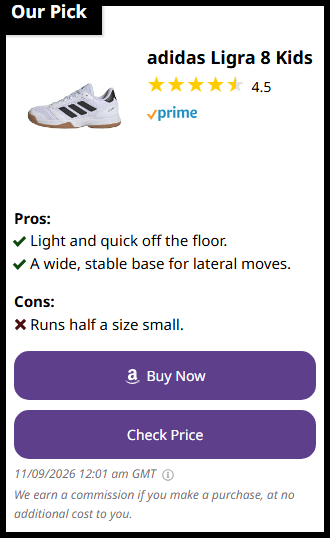 Our Pick
adidas Ligra 8 Kids
4.5
prime
Pros:
Light and quick off the floor.
A wide, stable base for lateral moves.
Cons:
Runs half a size small.
Buy Now
Check Price
11/09/2026 12:01 am GMT
We earn a commission if you make a purchase, at no
additional cost to you.